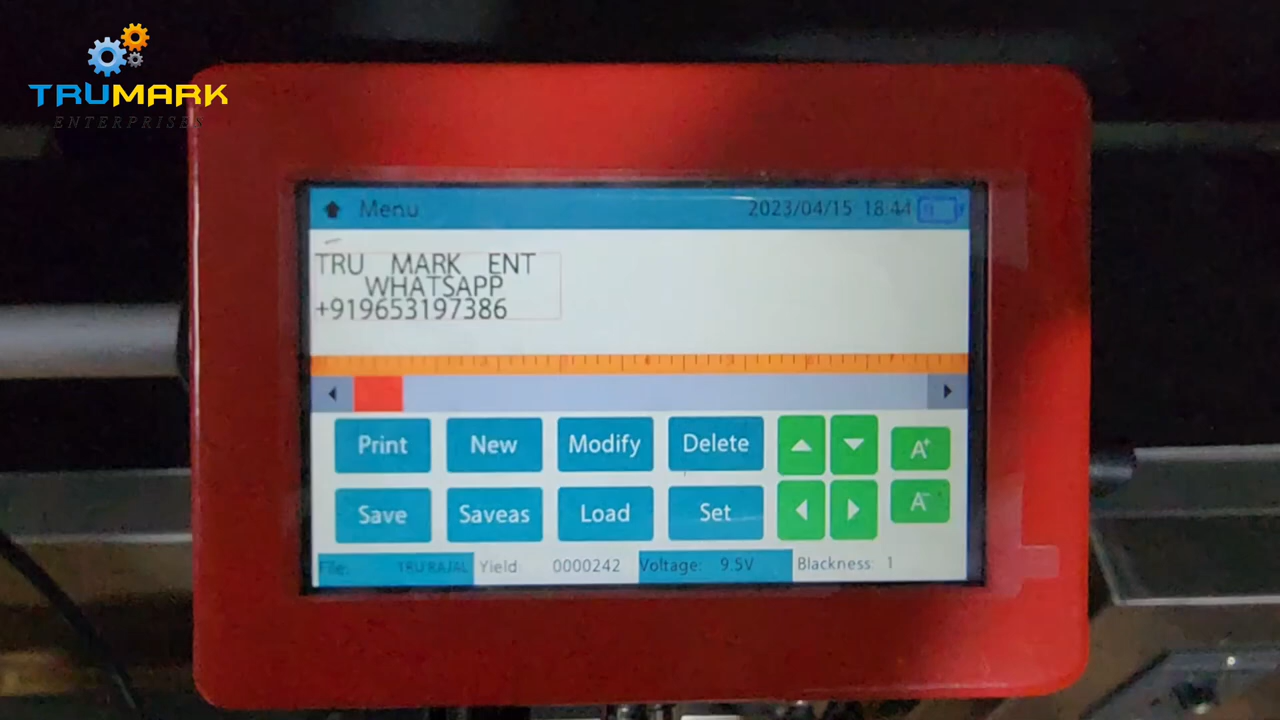 TRUMARK
ENTERPRISES
Menu 2023/04/15 18:44
TRU MARK ENT
WHATSAPP
+919653197386
Print New Modify Delete A+
Save Saveas Load Set A-
File: TRU RAJAL Yield: 0000242 Voltage: 9.5V Blackness: 1